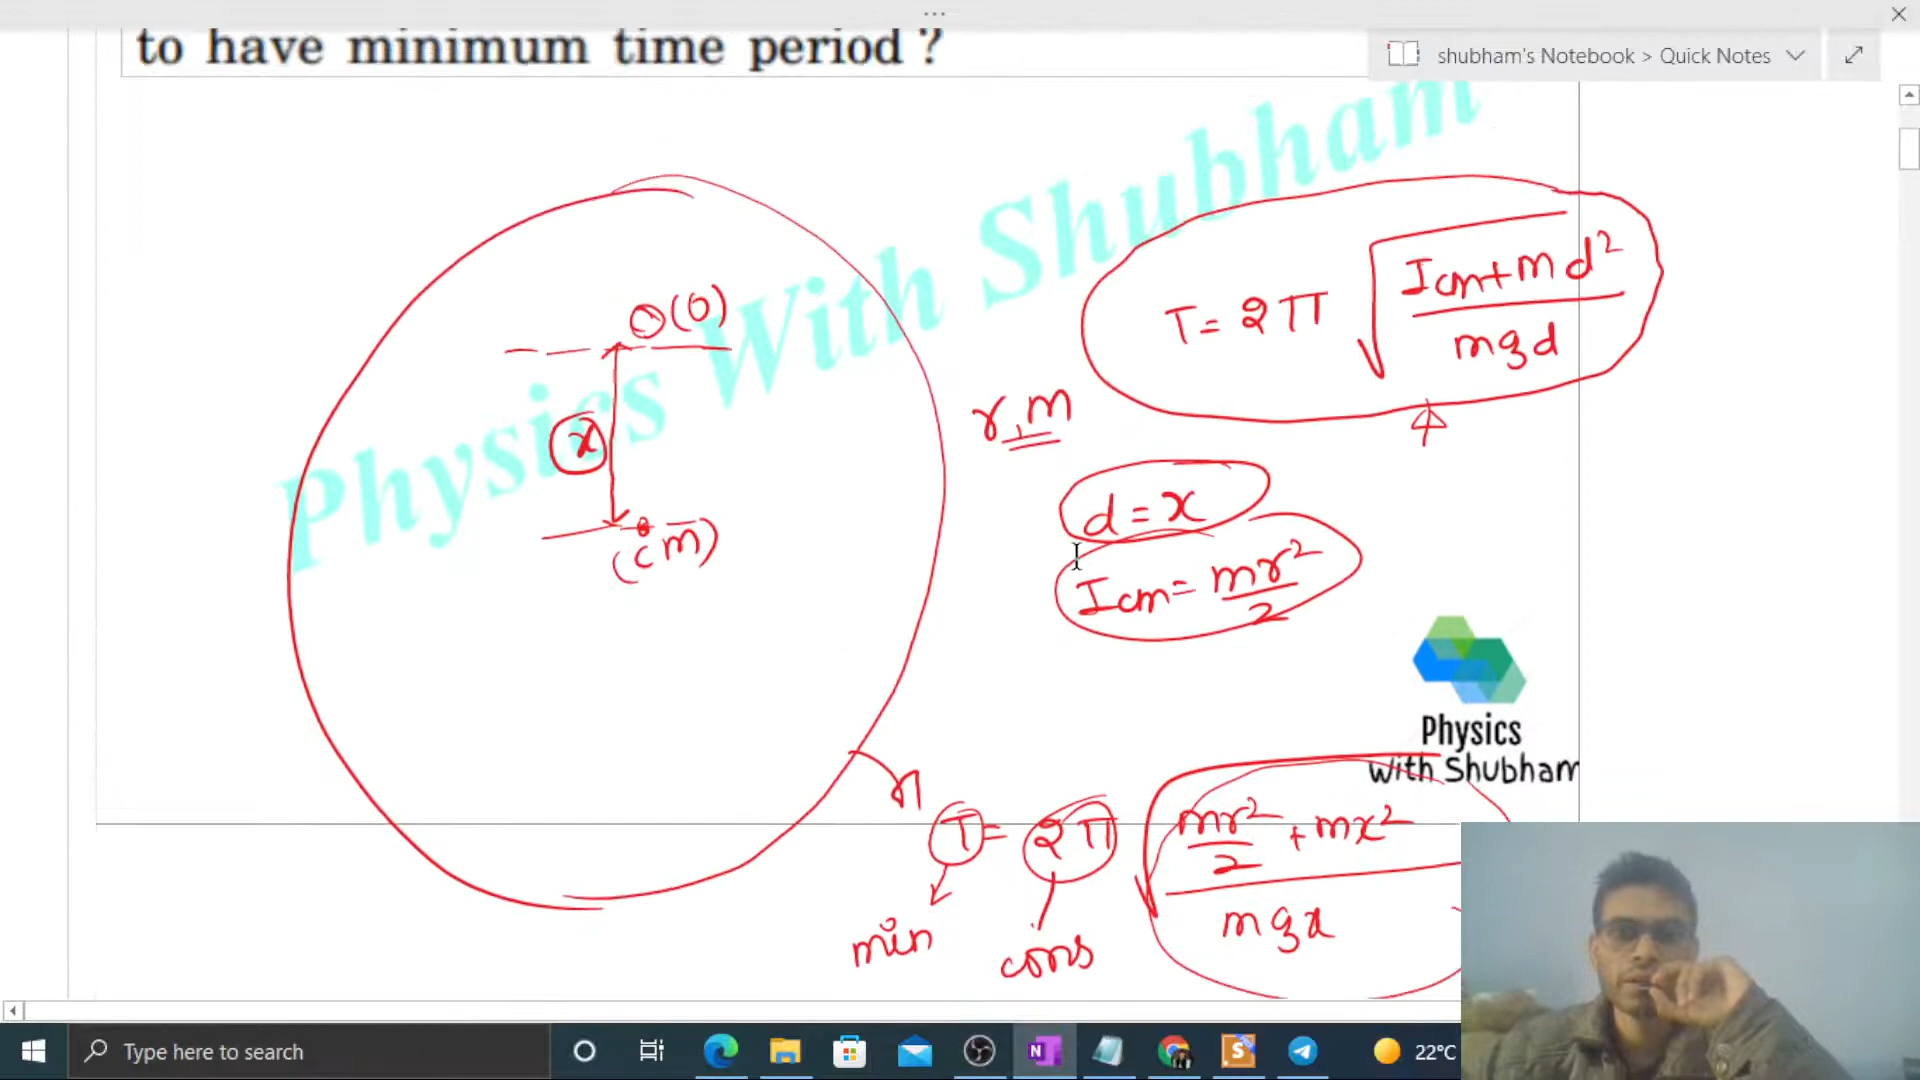 to have minimum time period ?
shubham's Notebook > Quick Notes
Physics With Shubham
(O)
T = 2π √ Icm + md² / mgd
r, m
x
d = x
(cm)
Icm = mr² / 2
Physics
with Shubham
r
T = 2π √ mr² / 2 + mx² / mgx
min
cons
Type here to search
22°C